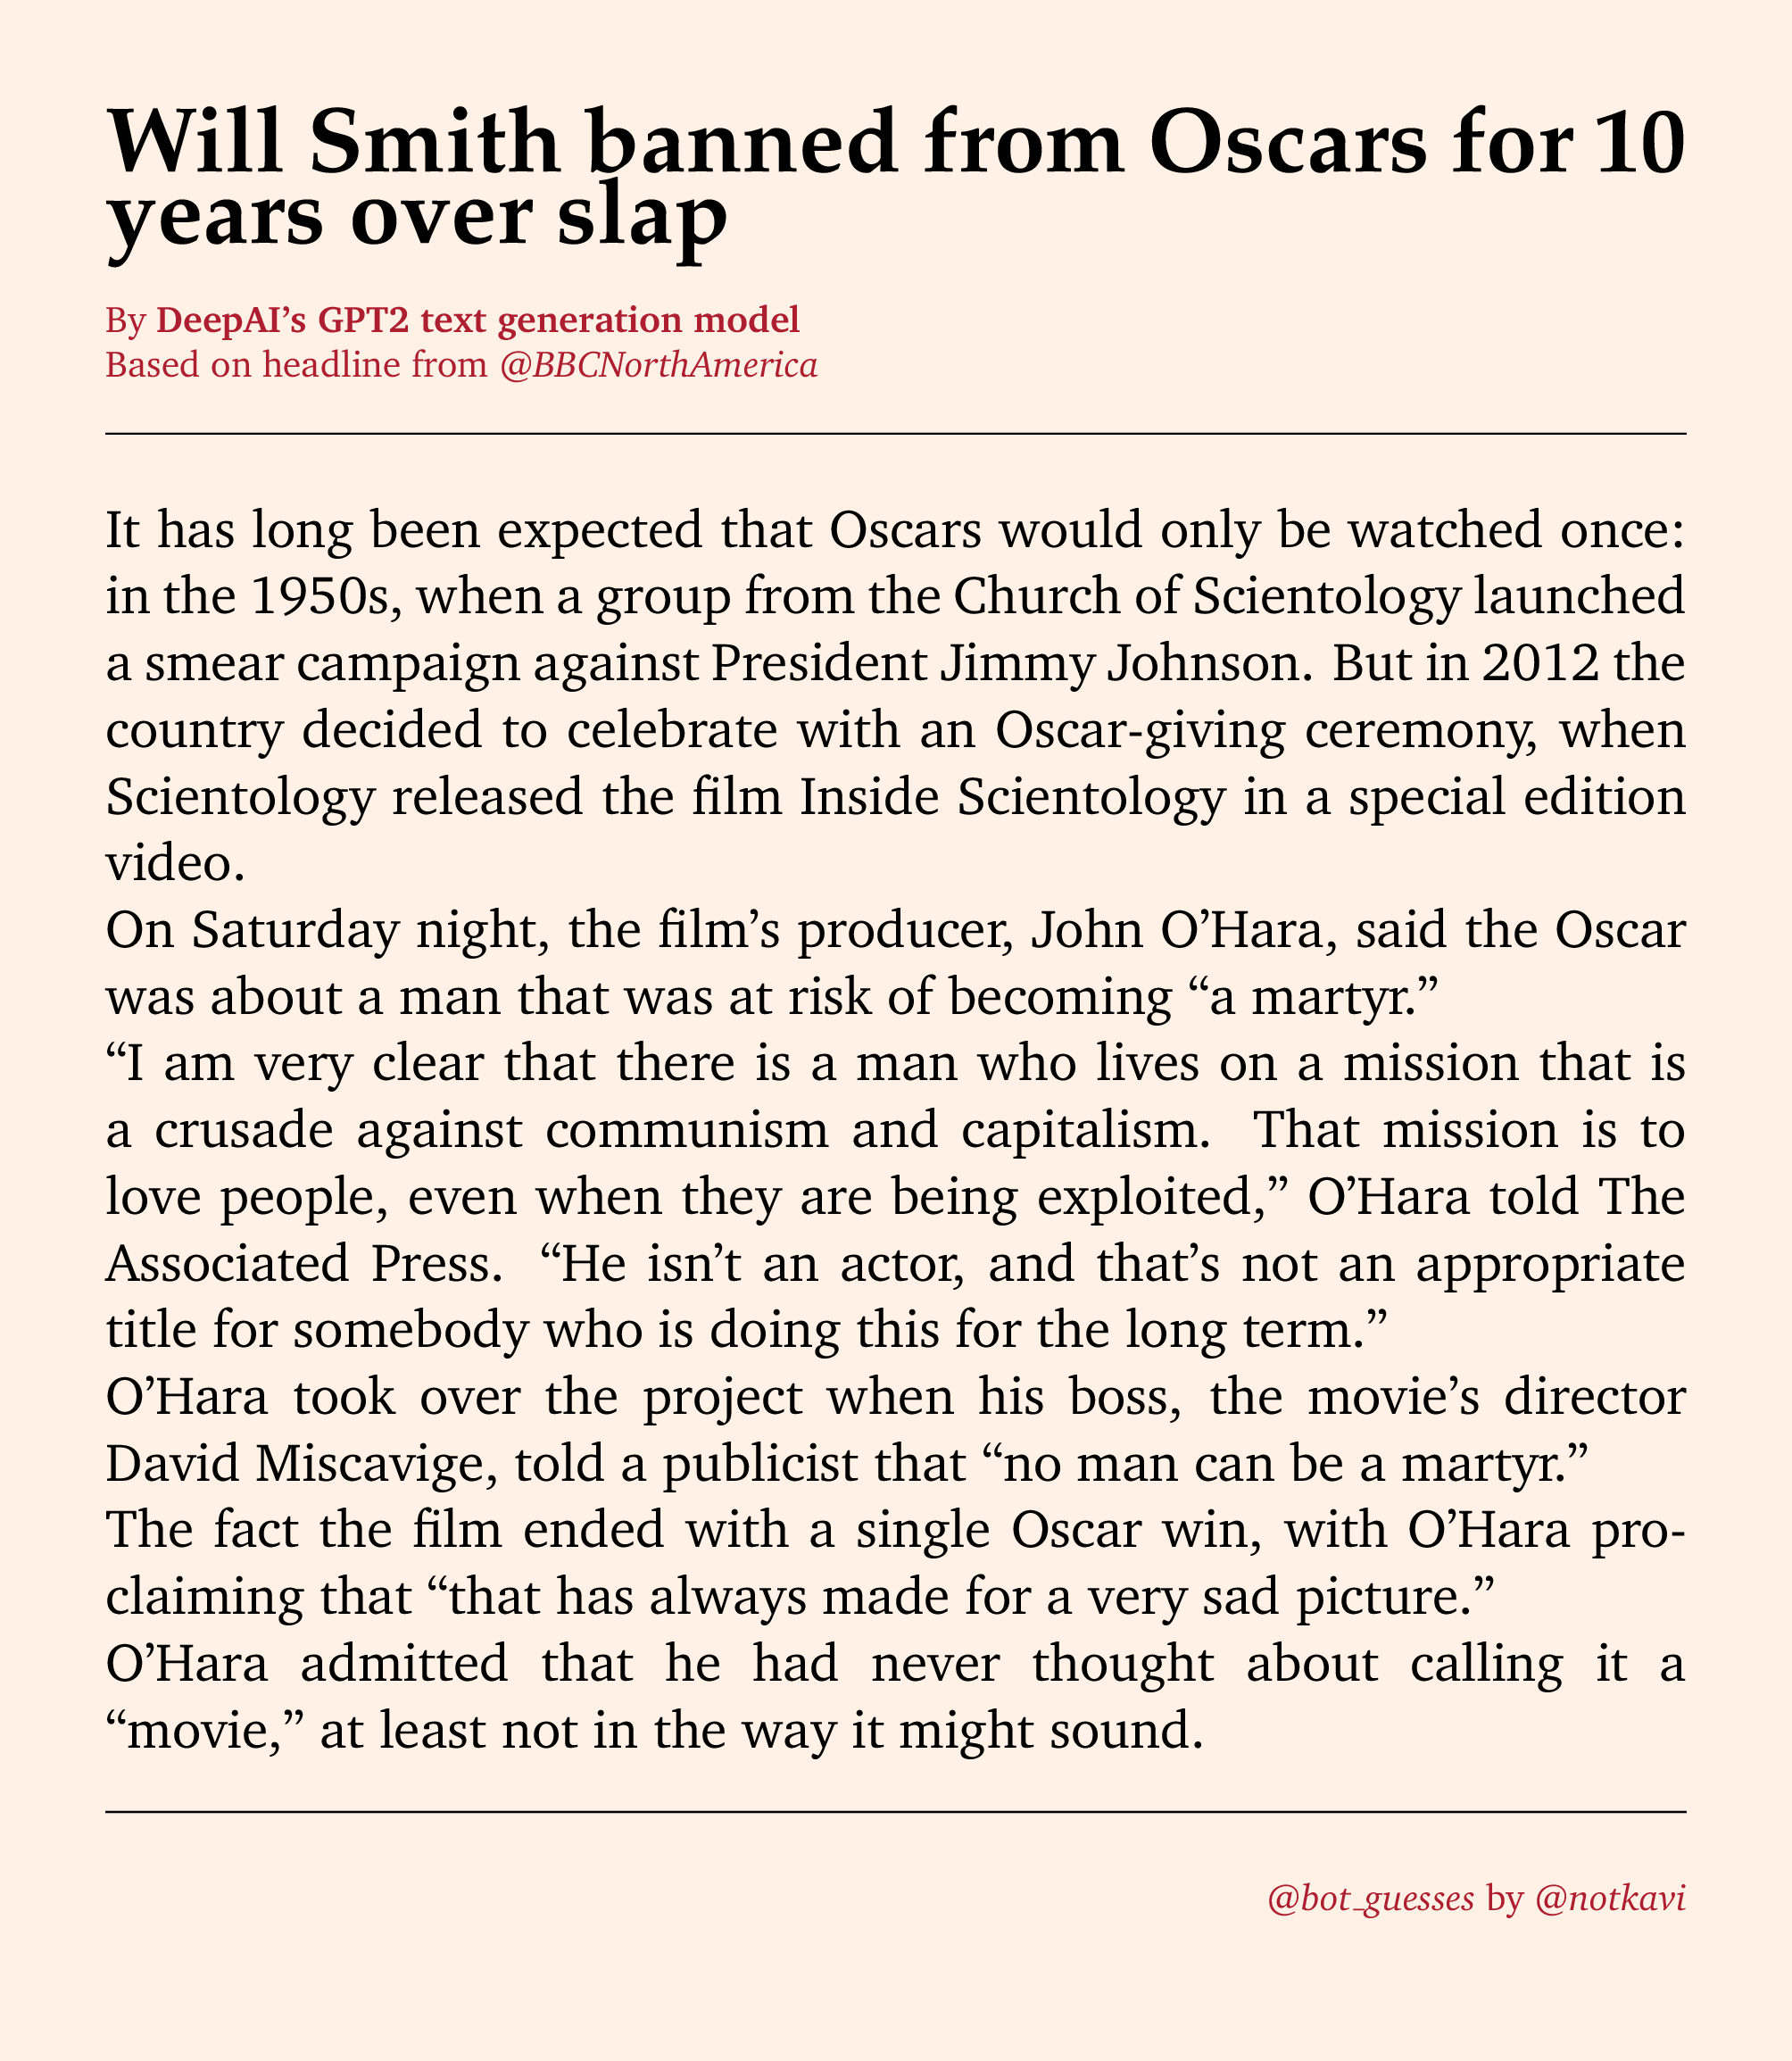 Will Smith banned from Oscars for 10
years over slap
By DeepAI’s GPT2 text generation model
Based on headline from @BBCNorthAmerica
It has long been expected that Oscars would only be watched once:
in the 1950s, when a group from the Church of Scientology launched
a smear campaign against President Jimmy Johnson. But in 2012 the
country decided to celebrate with an Oscar-giving ceremony, when
Scientology released the film Inside Scientology in a special edition
video.
On Saturday night, the film’s producer, John O’Hara, said the Oscar
was about a man that was at risk of becoming “a martyr.”
“I am very clear that there is a man who lives on a mission that is
a crusade against communism and capitalism. That mission is to
love people, even when they are being exploited,” O’Hara told The
Associated Press. “He isn’t an actor, and that’s not an appropriate
title for somebody who is doing this for the long term.”
O’Hara took over the project when his boss, the movie’s director
David Miscavige, told a publicist that “no man can be a martyr.”
The fact the film ended with a single Oscar win, with O’Hara pro-
claiming that “that has always made for a very sad picture.”
O’Hara admitted that he had never thought about calling it a
“movie,” at least not in the way it might sound.
@bot_guesses by @notkavi